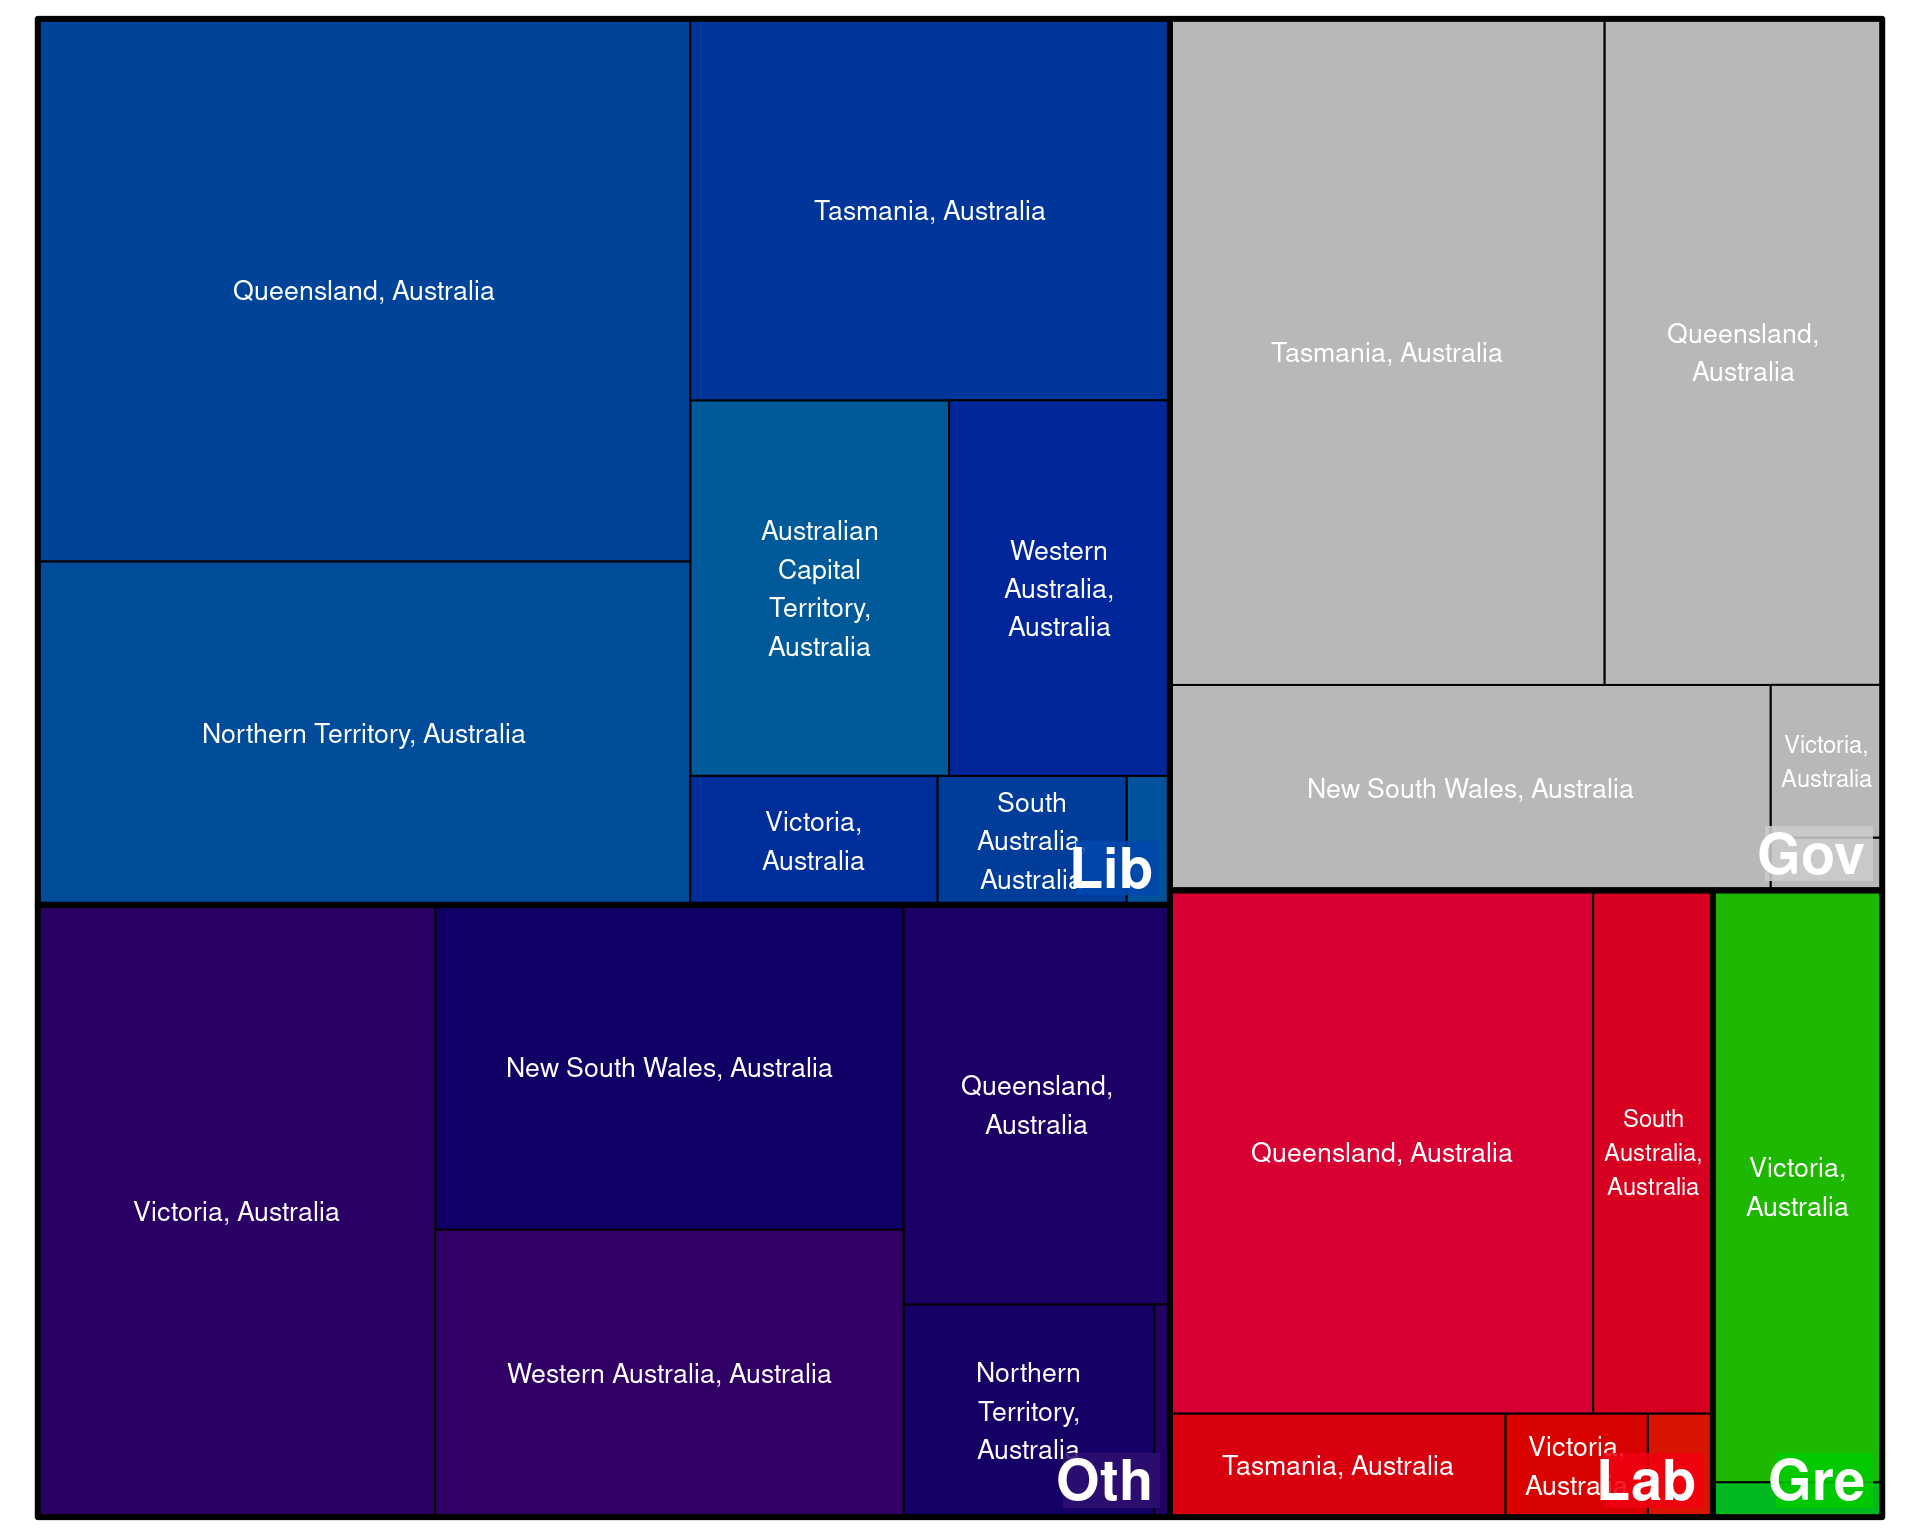 Queensland, Australia
Northern Territory, Australia
Tasmania, Australia
Australian
Capital
Territory,
Australia
Western
Australia,
Australia
Victoria,
Australia
South
Australia,
Australia
Lib
Tasmania, Australia
Queensland,
Australia
New South Wales, Australia
Victoria,
Australia
Gov
Victoria, Australia
New South Wales, Australia
Western Australia, Australia
Queensland,
Australia
Northern
Territory,
Australia
Oth
Queensland, Australia
South
Australia,
Australia
Tasmania, Australia
Victoria,
Australia
Lab
Victoria,
Australia
Gre